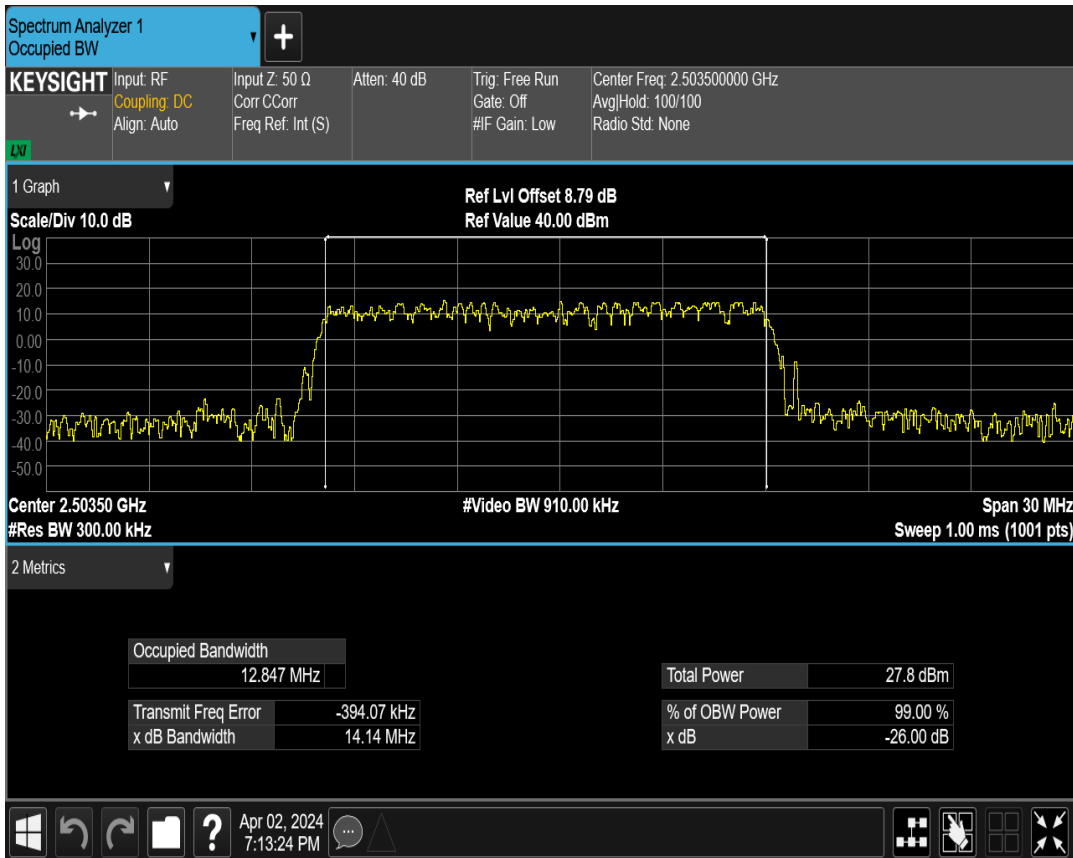 Spectrum Analyzer 1
Occupied BW
▼
+
KEYSIGHT
LXI
Input: RF
Coupling: DC
Align: Auto
Input Z: 50 Ω
Corr CCorr
Freq Ref: Int (S)
Atten: 40 dB
Trig: Free Run
Gate: Off
#IF Gain: Low
Center Freq: 2.503500000 GHz
Avg|Hold: 100/100
Radio Std: None
1 Graph ▼
Scale/Div 10.0 dB
Ref Lvl Offset 8.79 dB
Ref Value 40.00 dBm
Log
30.0
20.0
10.0
0.00
-10.0
-20.0
-30.0
-40.0
-50.0
Center 2.50350 GHz
#Video BW 910.00 kHz
Span 30 MHz
#Res BW 300.00 kHz
Sweep 1.00 ms (1001 pts)
2 Metrics ▼
Occupied Bandwidth
12.847 MHz
Total Power 27.8 dBm
Transmit Freq Error -394.07 kHz
% of OBW Power 99.00 %
x dB Bandwidth 14.14 MHz
x dB -26.00 dB
?
Apr 02, 2024
7:13:24 PM